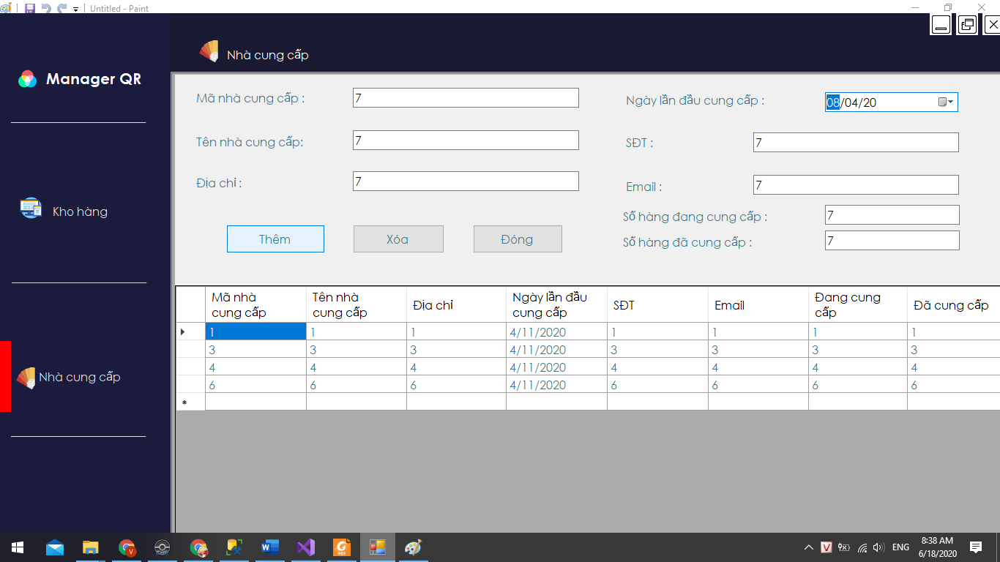 Untitled - Paint
Nhà cung cấp
Manager QR
Mã nhà cung cấp : 7
Ngày lần đầu cung cấp : 08/04/20
Tên nhà cung cấp: 7
SĐT : 7
Địa chỉ : 7
Email : 7
Kho hàng
Số hàng đang cung cấp : 7
Thêm Xóa Đóng
Số hàng đã cung cấp : 7
Mã nhà cung cấp Tên nhà cung cấp Địa chỉ Ngày lần đầu cung cấp SĐT Email Đang cung cấp Đã cung cấp
1 1 1 4/11/2020 1 1 1 1
3 3 3 4/11/2020 3 3 3 3
4 4 4 4/11/2020 4 4 4 4
6 6 6 4/11/2020 6 6 6 6
Nhà cung cấp
ENG
8:38 AM
6/18/2020